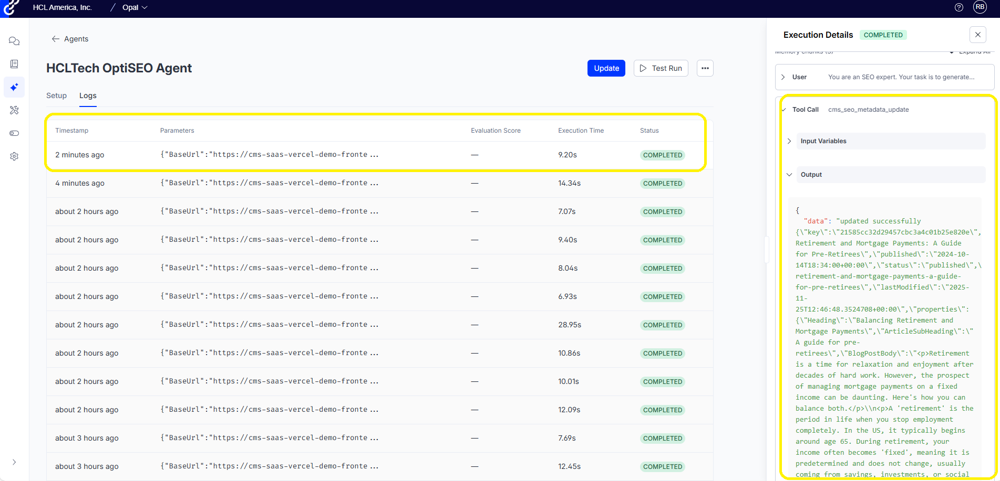 HCL America, Inc. / Opal
? RB
Agents
HCLTech OptiSEO Agent
Update
Test Run
Setup
Logs
Timestamp Parameters Evaluation Score Execution Time Status
2 minutes ago {"BaseUrl":"https://cms-saas-vercel-demo-fronte ... — 9.20s COMPLETED
4 minutes ago {"BaseUrl":"https://cms-saas-vercel-demo-fronte ... — 14.34s COMPLETED
about 2 hours ago {"BaseUrl":"https://cms-saas-vercel-demo-fronte ... — 7.07s COMPLETED
about 2 hours ago {"BaseUrl":"https://cms-saas-vercel-demo-fronte ... — 9.40s COMPLETED
about 2 hours ago {"BaseUrl":"https://cms-saas-vercel-demo-fronte ... — 8.04s COMPLETED
about 2 hours ago {"BaseUrl":"https://cms-saas-vercel-demo-fronte ... — 6.93s COMPLETED
about 2 hours ago {"BaseUrl":"https://cms-saas-vercel-demo-fronte ... — 28.95s COMPLETED
about 2 hours ago {"BaseUrl":"https://cms-saas-vercel-demo-fronte ... — 10.86s COMPLETED
about 2 hours ago {"BaseUrl":"https://cms-saas-vercel-demo-fronte ... — 10.01s COMPLETED
about 2 hours ago {"BaseUrl":"https://cms-saas-vercel-demo-fronte ... — 12.09s COMPLETED
about 3 hours ago {"BaseUrl":"https://cms-saas-vercel-demo-fronte ... — 7.69s COMPLETED
about 3 hours ago {"BaseUrl":"https://cms-saas-vercel-demo-fronte ... — 12.45s COMPLETED
Execution Details COMPLETED
Memory chunks (3) Expand All
User You are an SEO expert. Your task is to generate...
Tool Call cms_seo_metadata_update
Input Variables
Output
{
"data": "updated successfully
{\"key\":\"21585cc32d29457cbc3a4c01b25e820e\",
Retirement and Mortgage Payments: A Guide
for Pre-Retirees\",\"published\":\"2024-10-
14T18:34:00+00:00\",\"status\":\"published\",\
retirement-and-mortgage-payments-a-guide-
for-pre-retirees\",\"lastModified\":\"2025-
11-
25T12:46:48.3524708+00:00\",\"properties\":
{\"Heading\":\"Balancing Retirement and
Mortgage Payments\",\"ArticleSubHeading\":\"
A guide for pre-
retirees\",\"BlogPostBody\":\"<p>Retirement
is a time for relaxation and enjoyment after
decades of hard work. However, the prospect
of managing mortgage payments on a fixed
income can be daunting. Here's how you can
balance both.</p>\\n<p>A 'retirement' is the
period in life when you stop employment
completely. In the US, it typically begins
around age 65. During retirement, your
income often becomes 'fixed', meaning it is
predetermined and does not change, usually
coming from savings, investments, or social